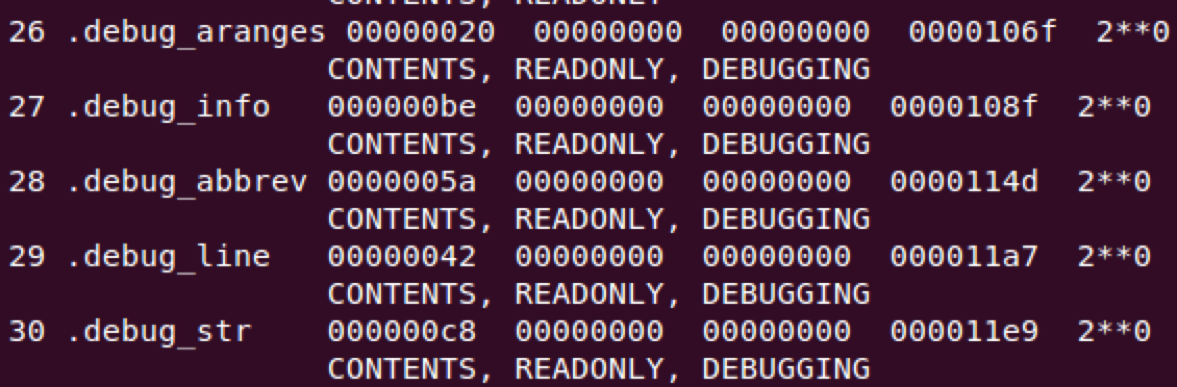 CONTENTS, READONLY
26 .debug_aranges 00000020  00000000  00000000  0000106f  2**0
CONTENTS, READONLY, DEBUGGING
27 .debug_info   000000be  00000000  00000000  0000108f  2**0
CONTENTS, READONLY, DEBUGGING
28 .debug_abbrev 0000005a  00000000  00000000  0000114d  2**0
CONTENTS, READONLY, DEBUGGING
29 .debug_line   00000042  00000000  00000000  000011a7  2**0
CONTENTS, READONLY, DEBUGGING
30 .debug_str    000000c8  00000000  00000000  000011e9  2**0
CONTENTS, READONLY, DEBUGGING